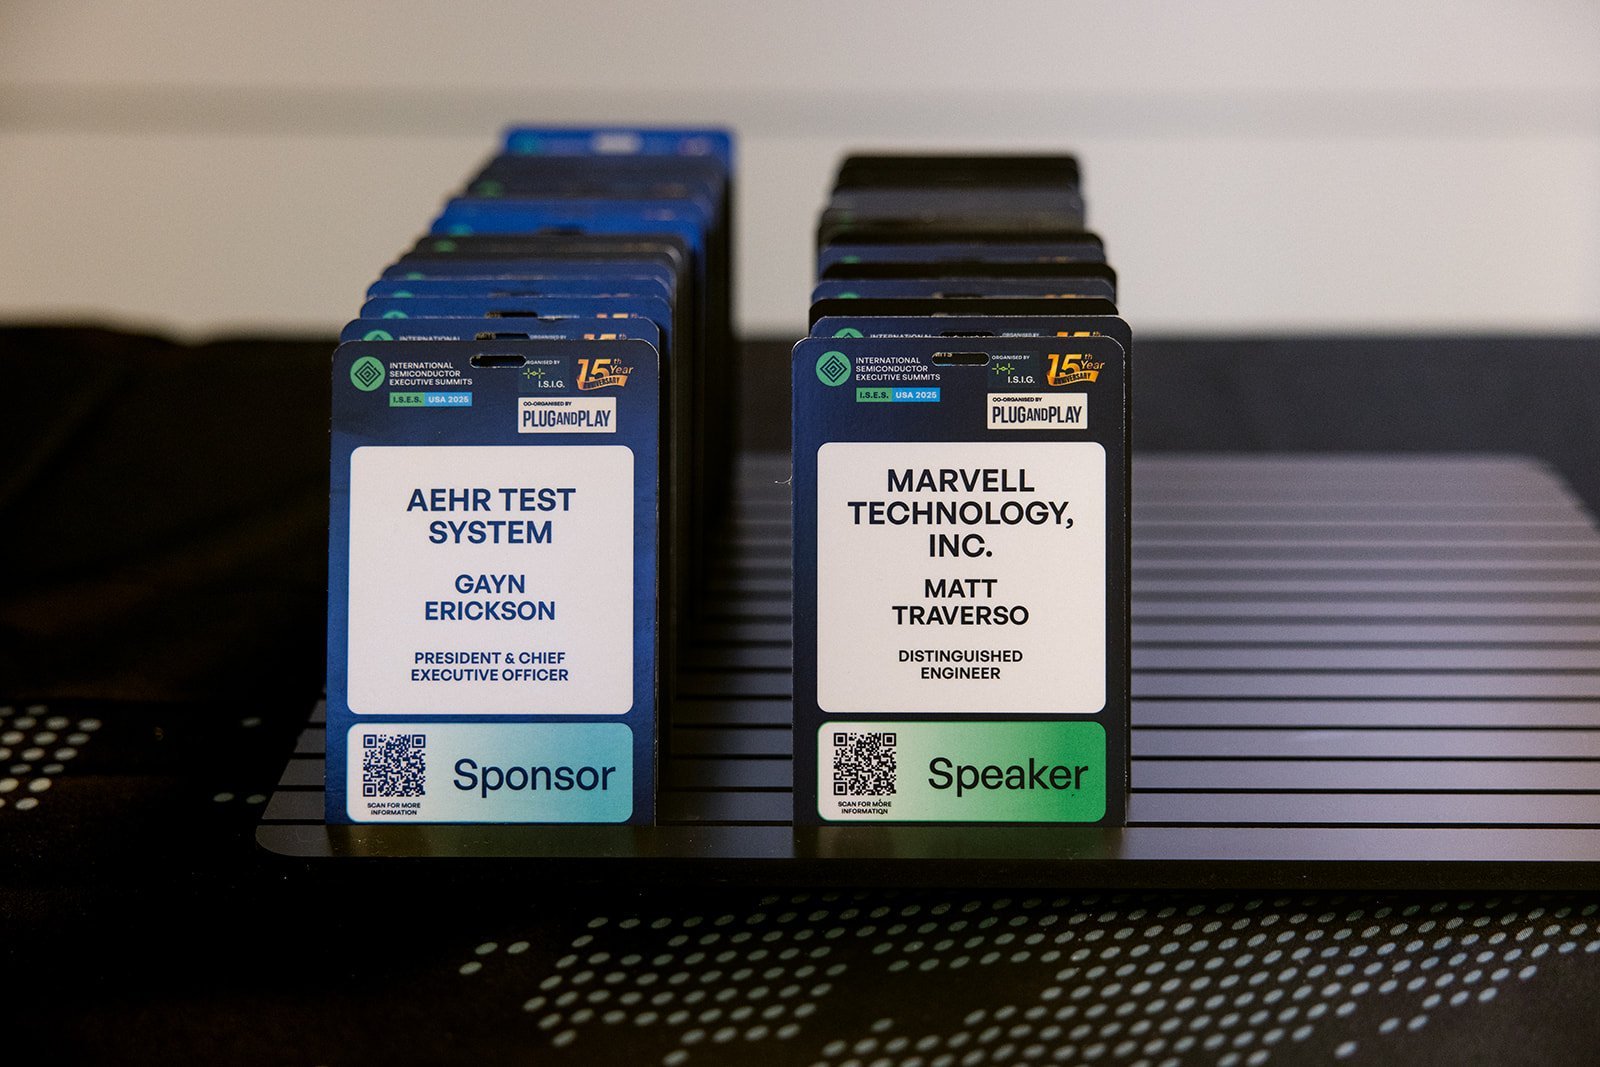 INTERNATIONAL
SEMICONDUCTOR
EXECUTIVE SUMMITS
I.S.E.S. USA 2025
ORGANISED BY
I.S.I.G.
15th Year
ANNIVERSARY
CO-ORGANISED BY
PLUGANDPLAY
AEHR TEST
SYSTEM
GAYN
ERICKSON
PRESIDENT & CHIEF
EXECUTIVE OFFICER
SCAN FOR MORE
INFORMATION
Sponsor
INTERNATIONAL
SEMICONDUCTOR
EXECUTIVE SUMMITS
I.S.E.S. USA 2025
ORGANISED BY
I.S.I.G.
15th Year
ANNIVERSARY
CO-ORGANISED BY
PLUGANDPLAY
MARVELL
TECHNOLOGY,
INC.
MATT
TRAVERSO
DISTINGUISHED
ENGINEER
SCAN FOR MORE
INFORMATION
Speaker